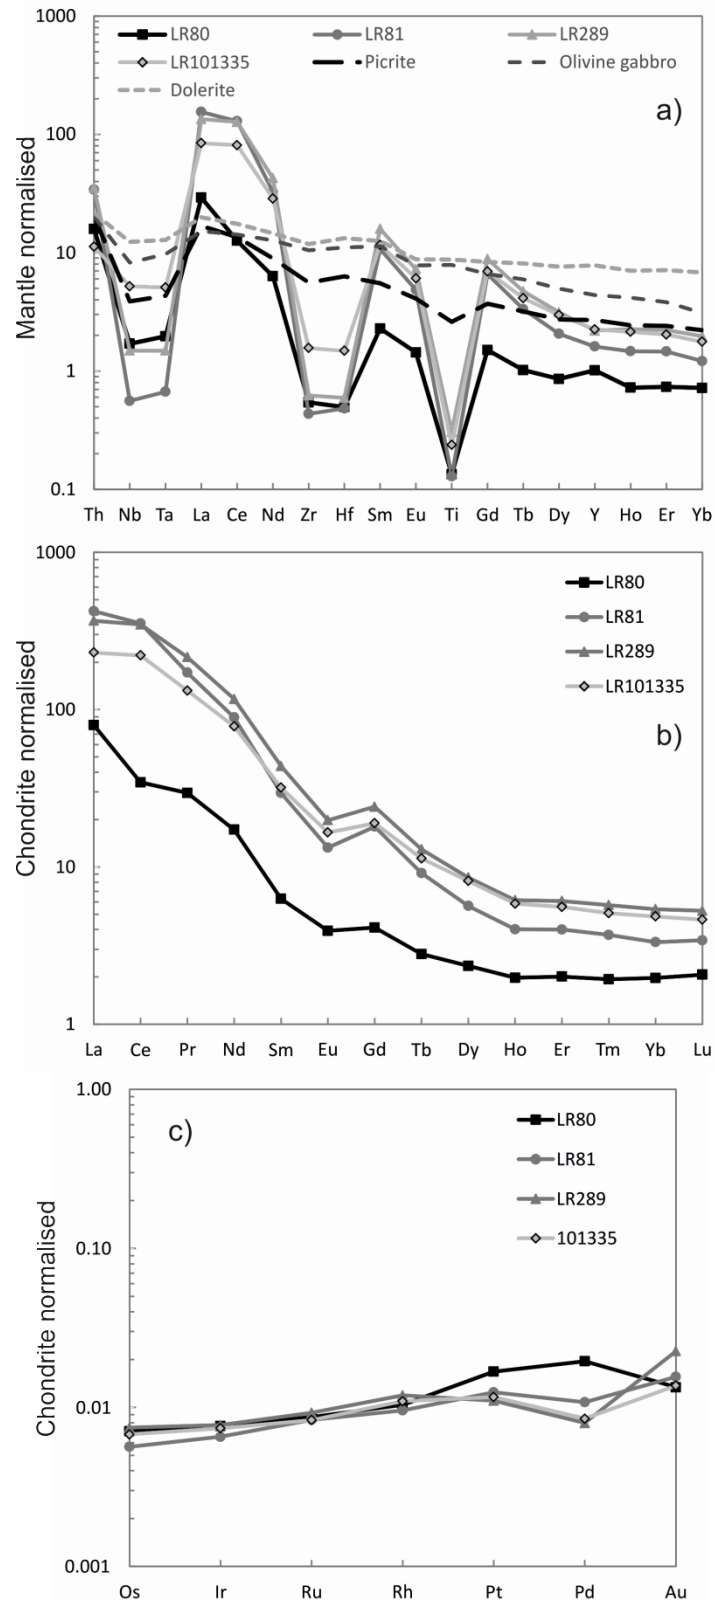 1000
LR80 LR81 LR289
LR101335 Picrite Olivine gabbro
Dolerite
a)
100
10
1
0.1
Mantle normalised
Th Nb Ta La Ce Nd Zr Hf Sm Eu Ti Gd Tb Dy Y Ho Er Yb
1000
LR80
LR81
LR289
LR101335
b)
100
10
1
Chondrite normalised
La Ce Pr Nd Sm Eu Gd Tb Dy Ho Er Tm Yb Lu
1.00
c)
LR80
LR81
LR289
101335
0.10
0.01
0.001
Chondrite normalised
Os Ir Ru Rh Pt Pd Au